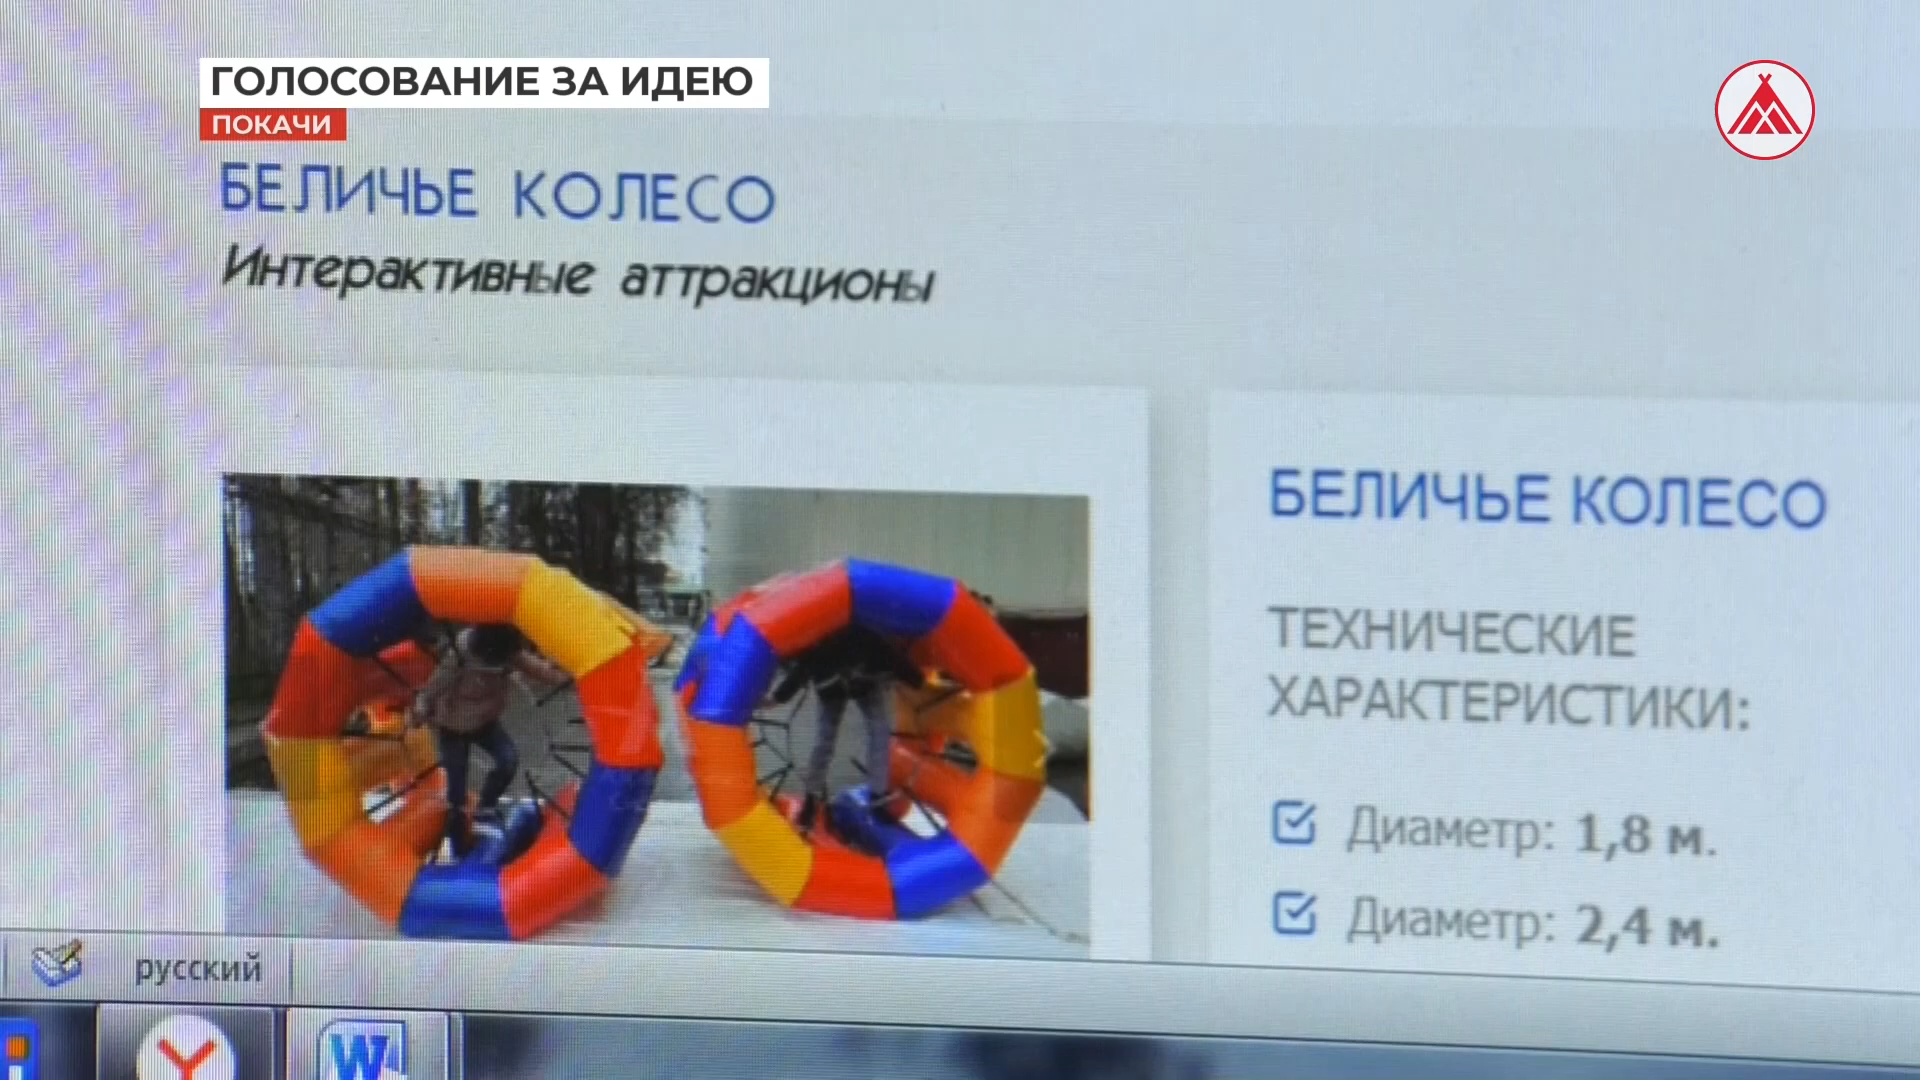 ГОЛОСОВАНИЕ ЗА ИДЕЮ
ПОКАЧИ
БЕЛИЧЬЕ КОЛЕСО
Интерактивные аттракционы
БЕЛИЧЬЕ КОЛЕСО
ТЕХНИЧЕСКИЕ
ХАРАКТЕРИСТИКИ:
Диаметр: 1,8 м.
Диаметр: 2,4 м.
русский